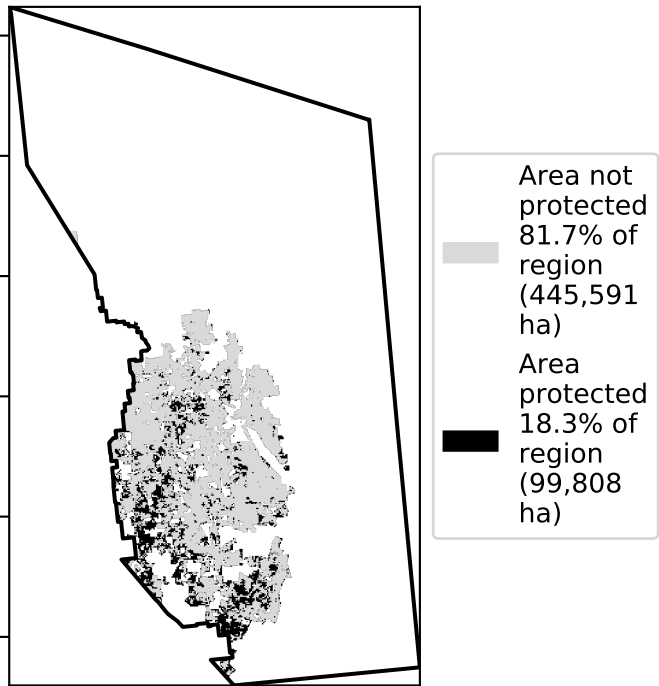 Area not
protected
81.7% of
region
(445,591
ha)
Area
protected
18.3% of
region
(99,808
ha)